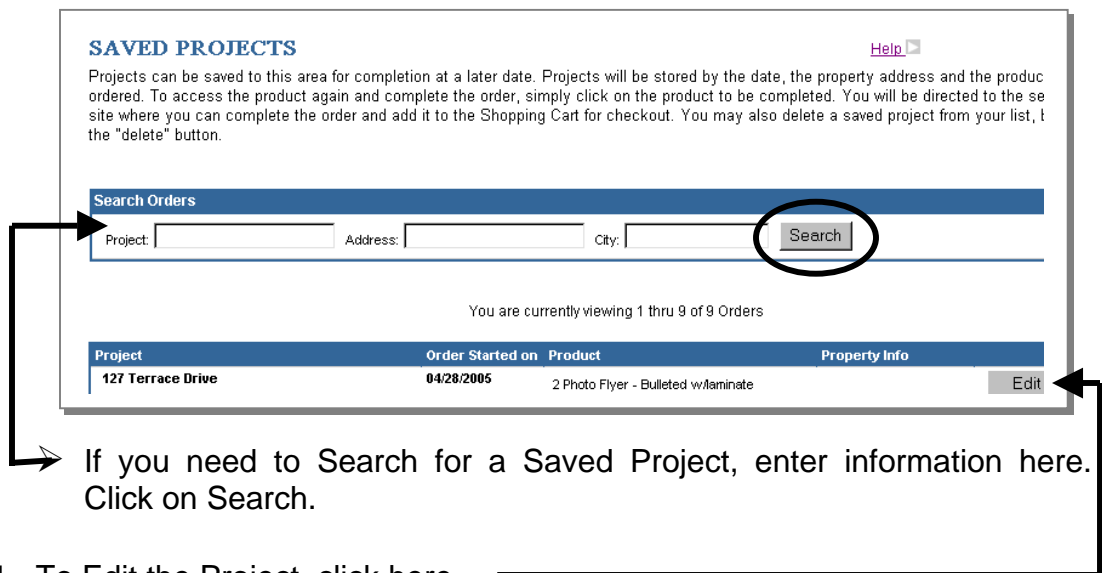 SAVED PROJECTS
Help
Projects can be saved to this area for completion at a later date. Projects will be stored by the date, the property address and the produc
ordered. To access the product again and complete the order, simply click on the product to be completed. You will be directed to the se
site where you can complete the order and add it to the Shopping Cart for checkout. You may also delete a saved project from your list,
the "delete" button.
Search Orders
Project: Address: City: Search
You are currently viewing 1 thru 9 of 9 Orders
Project Order Started on Product Property Info
127 Terrace Drive 04/28/2005 2 Photo Flyer - Bulleted w/laminate Edit
If you need to Search for a Saved Project, enter information here.
Click on Search.
To Edit the Project, click here